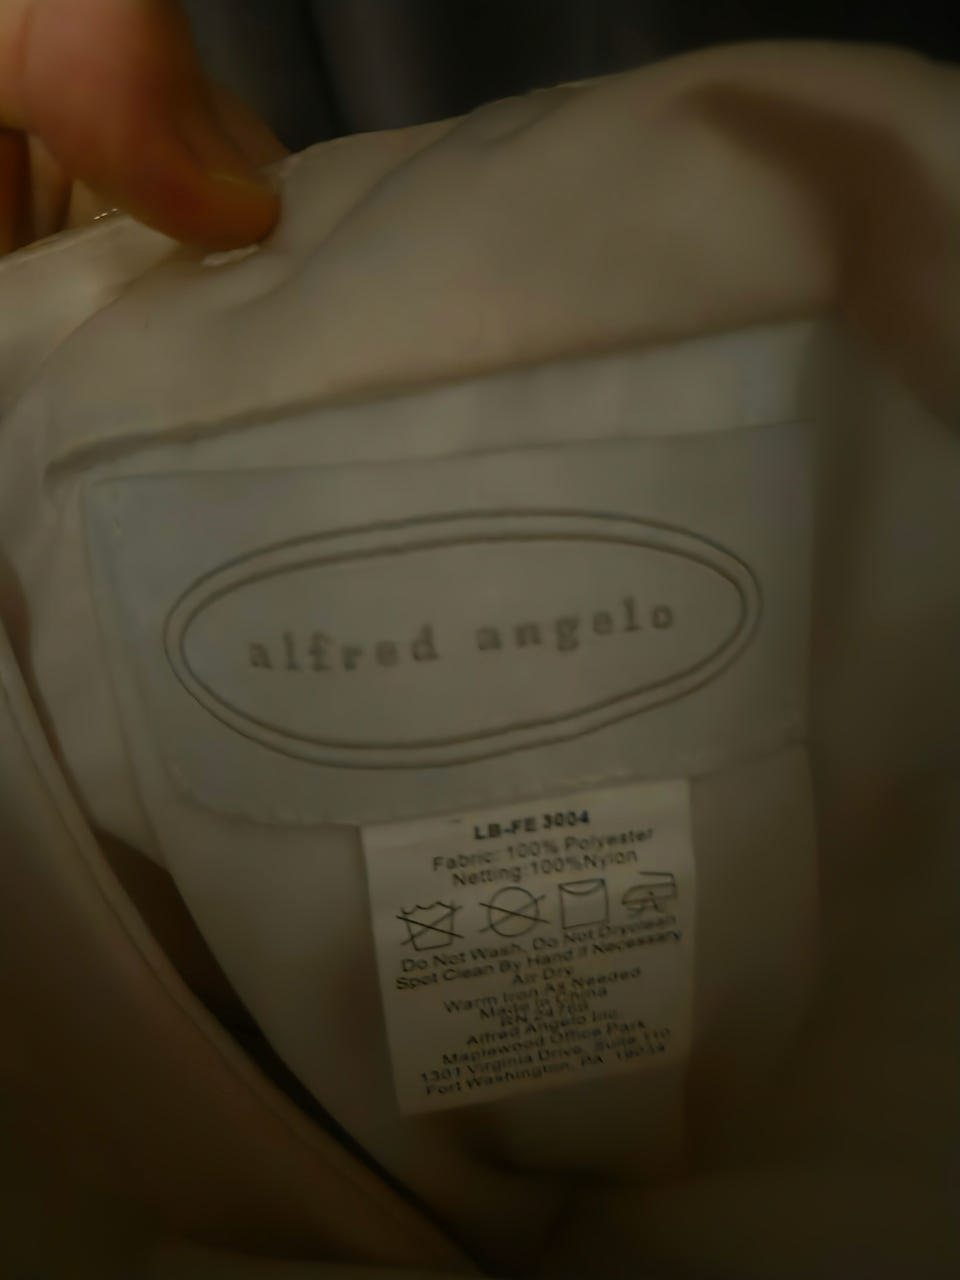 alfred angelo
LB-FE 3004
Fabric: 100% Polyester
Netting:100%Nylon
Do Not Wash, Do Not Dryclean
Spot Clean By Hand if Necessary
Air Dry
Warm Iron As Needed
Made In China
RN 24769
Alfred Angelo Inc.
Maplewood Office Park
1301 Virginia Drive, Suite 110
Fort Washington, PA 19034